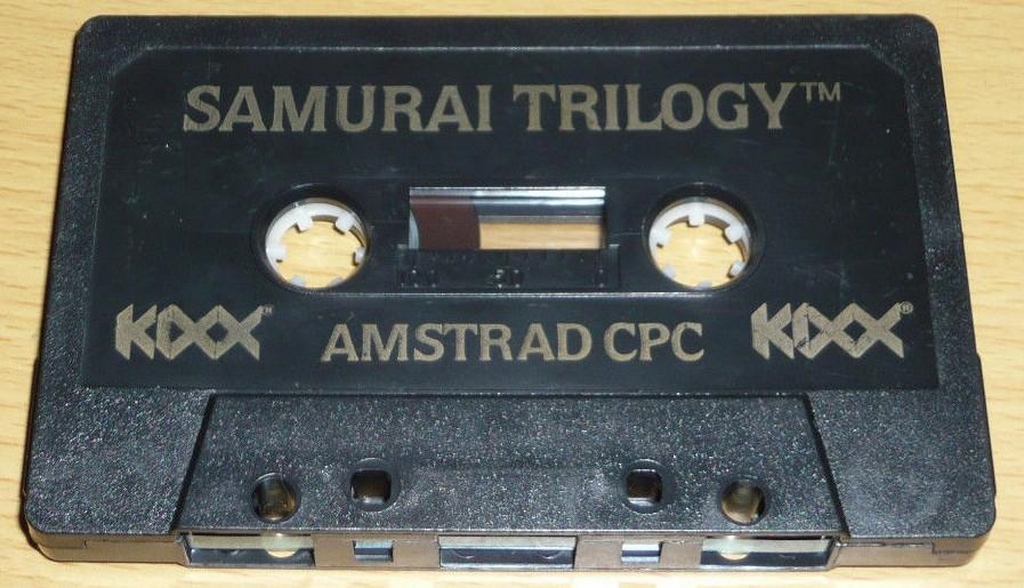 SAMURAI TRILOGY™
KIXX AMSTRAD CPC KIXX®